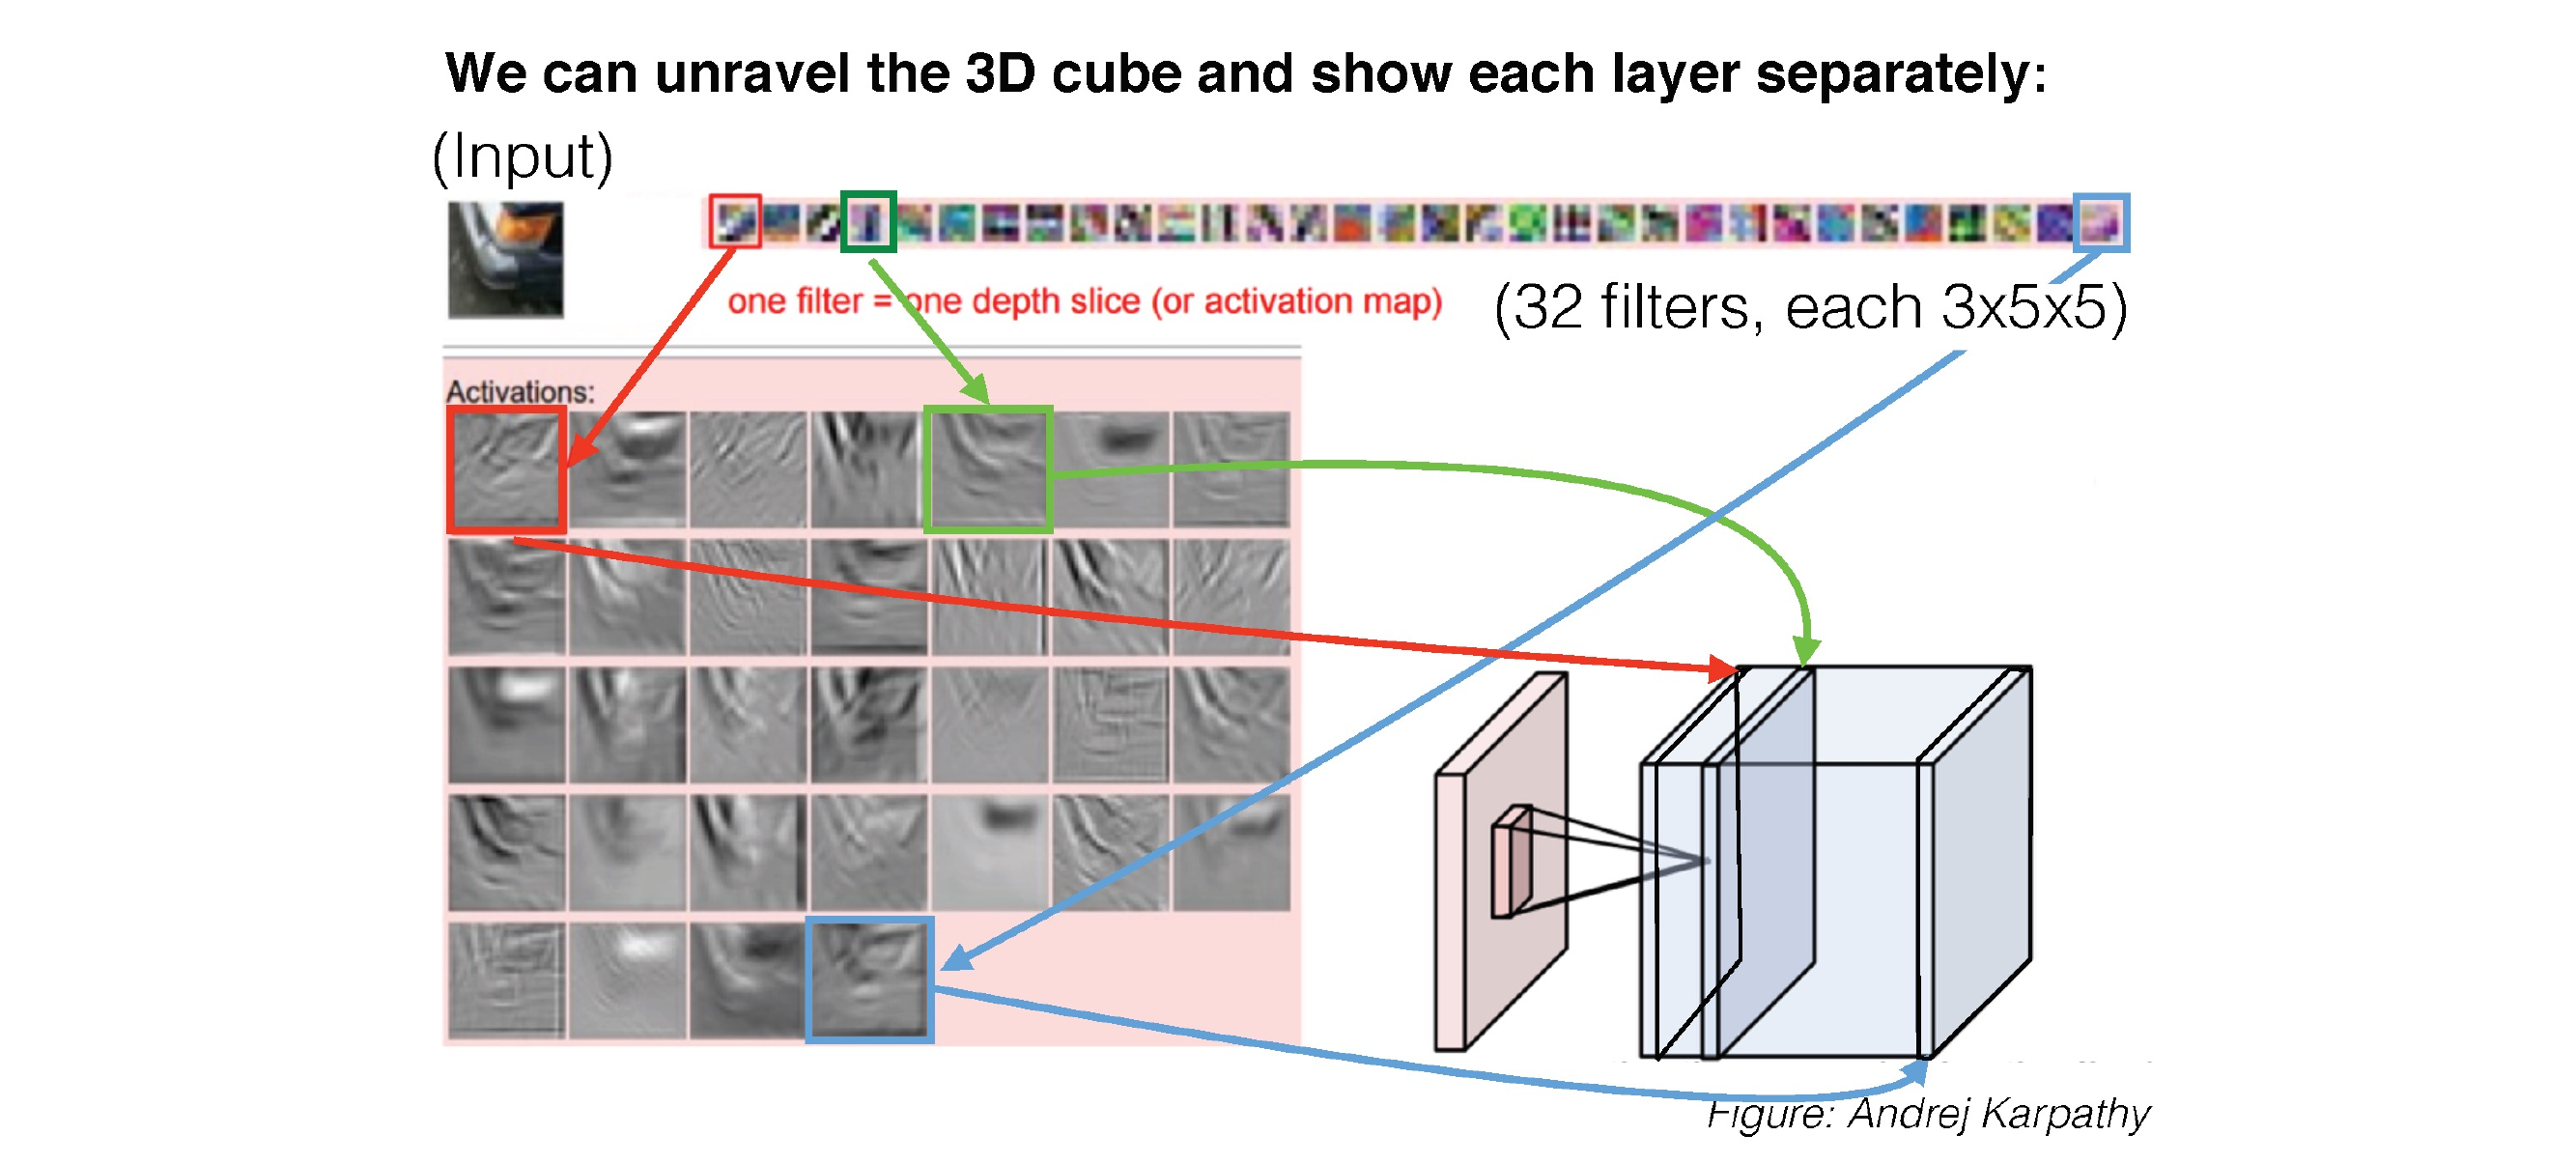 We can unravel the 3D cube and show each layer separately:
(Input)
one filter = one depth slice (or activation map)
(32 filters, each 3x5x5)
Activations:
Figure: Andrej Karpathy